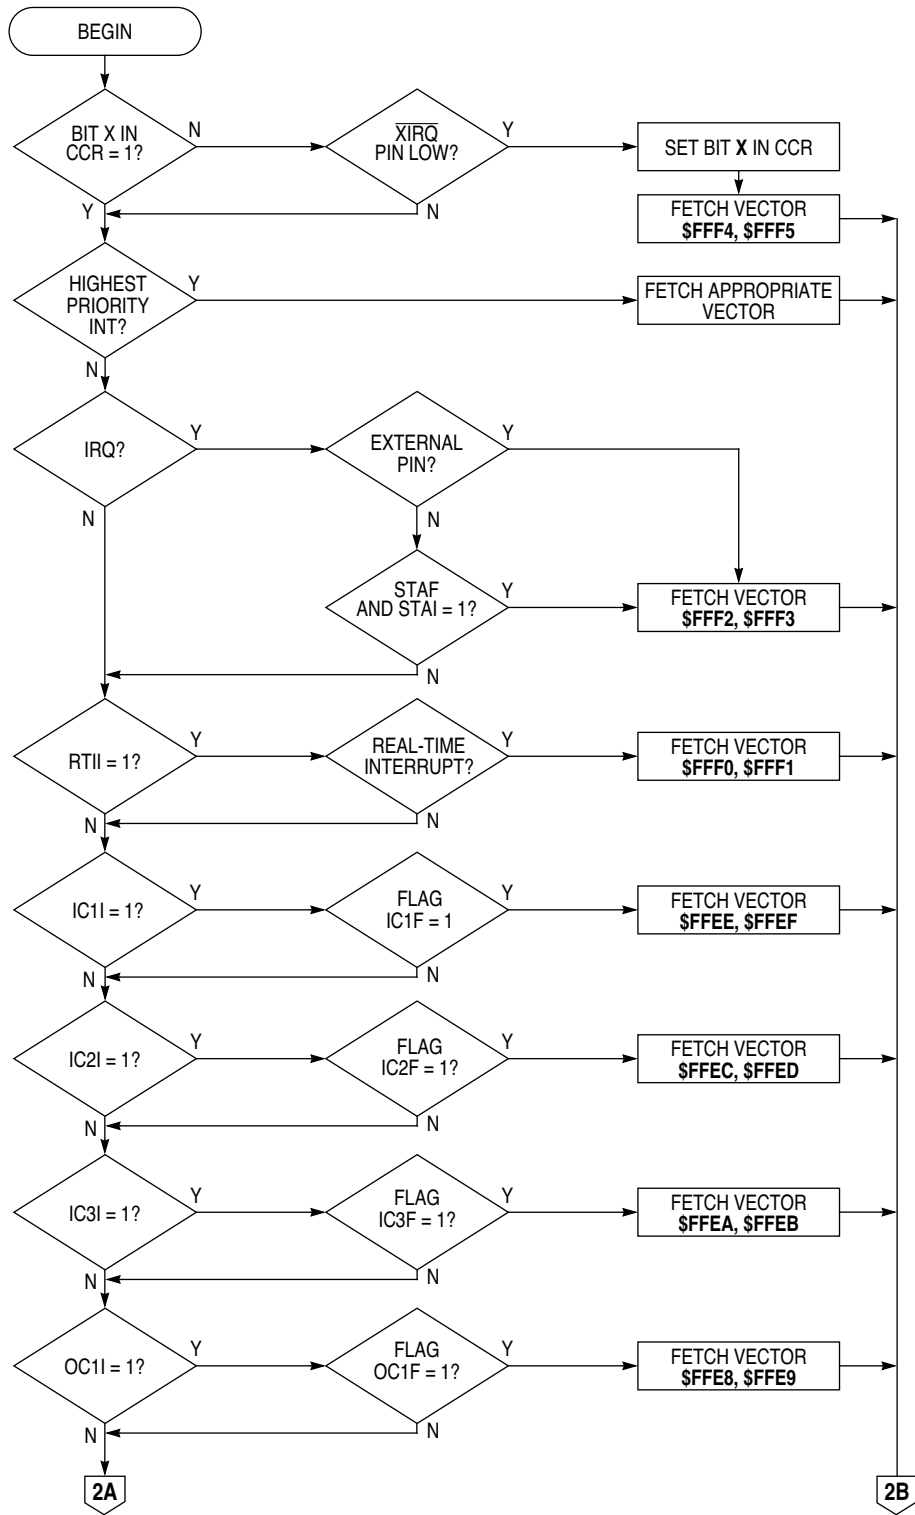 BEGIN
BIT X IN
CCR = 1?
N
Y
XIRQ
PIN LOW?
Y
N
SET BIT X IN CCR
FETCH VECTOR
$FFF4, $FFF5
HIGHEST
PRIORITY
INT?
Y
N
FETCH APPROPRIATE
VECTOR
IRQ?
Y
N
EXTERNAL
PIN?
Y
N
STAF
AND STAI = 1?
Y
N
FETCH VECTOR
$FFF2, $FFF3
RTII = 1?
Y
N
REAL-TIME
INTERRUPT?
Y
N
FETCH VECTOR
$FFF0, $FFF1
IC1I = 1?
Y
N
FLAG
IC1F = 1
Y
N
FETCH VECTOR
$FFEE, $FFEF
IC2I = 1?
Y
N
FLAG
IC2F = 1?
Y
N
FETCH VECTOR
$FFEC, $FFED
IC3I = 1?
Y
N
FLAG
IC3F = 1?
Y
N
FETCH VECTOR
$FFEA, $FFEB
OC1I = 1?
Y
N
FLAG
OC1F = 1?
Y
N
FETCH VECTOR
$FFE8, $FFE9
2A
2B